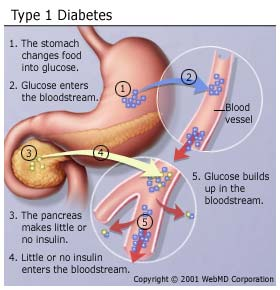 Type 1 Diabetes
1. The stomach
changes food
into glucose.
2. Glucose enters
the bloodstream.
1
2
Blood
vessel
3
4
5. Glucose builds
up in the
bloodstream.
3. The pancreas
makes little or
no insulin.
5
4. Little or no insulin
enters the bloodstream.
Copyright © 2001 WebMD Corporation